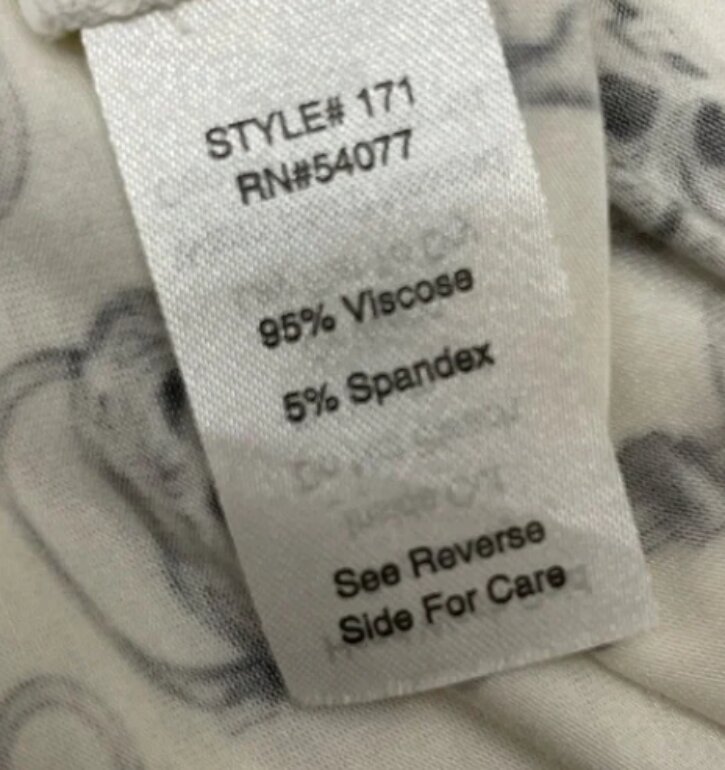 STYLE# 171
RN#54077
95% Viscose
5% Spandex
See Reverse
Side For Care